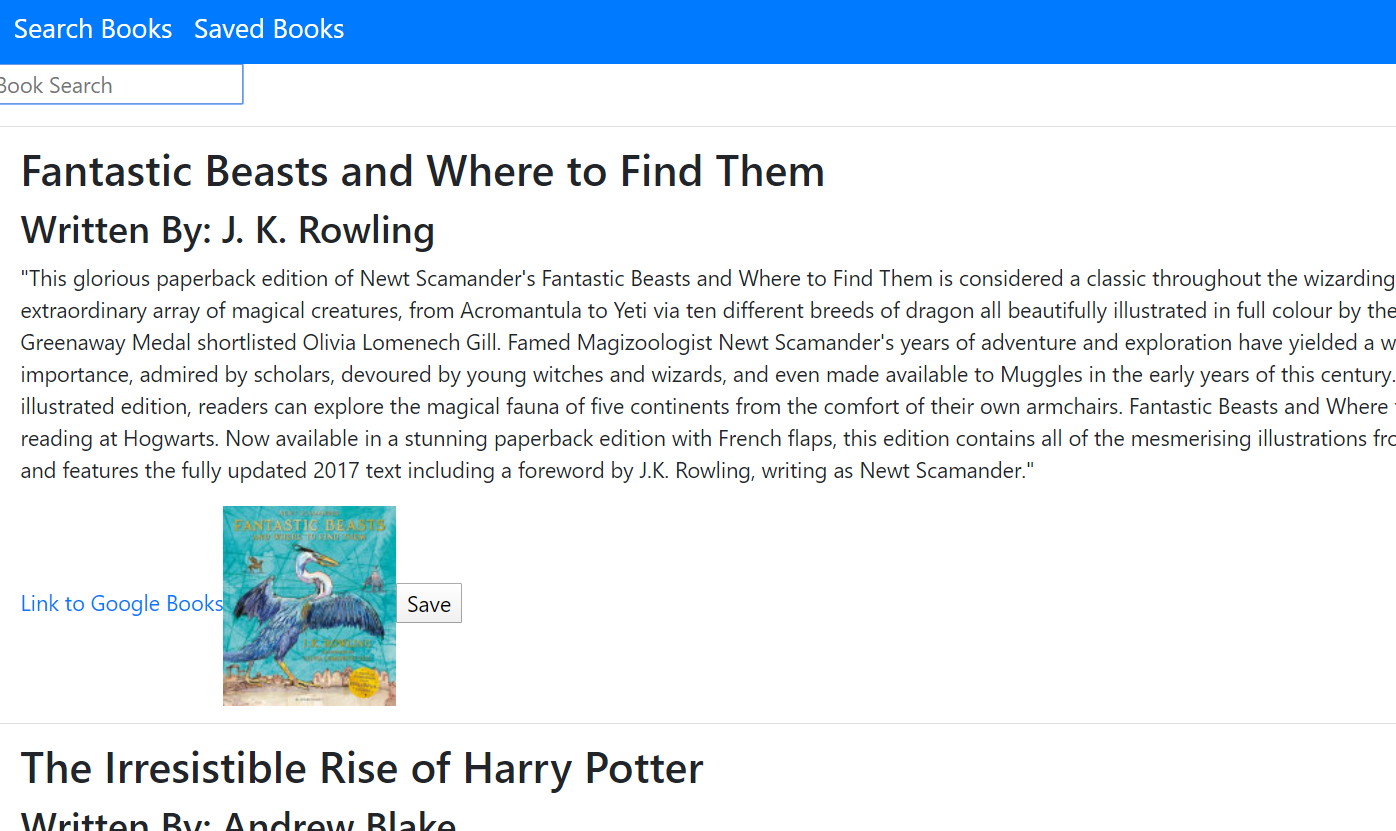 Search Books Saved Books
Book Search
Fantastic Beasts and Where to Find Them
Written By: J. K. Rowling
"This glorious paperback edition of Newt Scamander's Fantastic Beasts and Where to Find Them is considered a classic throughout the wizarding
extraordinary array of magical creatures, from Acromantula to Yeti via ten different breeds of dragon all beautifully illustrated in full colour by the
Greenaway Medal shortlisted Olivia Lomenech Gill. Famed Magizoologist Newt Scamander's years of adventure and exploration have yielded a w
importance, admired by scholars, devoured by young witches and wizards, and even made available to Muggles in the early years of this century.
illustrated edition, readers can explore the magical fauna of five continents from the comfort of their own armchairs. Fantastic Beasts and Where
reading at Hogwarts. Now available in a stunning paperback edition with French flaps, this edition contains all of the mesmerising illustrations fro
and features the fully updated 2017 text including a foreword by J.K. Rowling, writing as Newt Scamander."
FANTASTIC BEASTS
AND WHERE TO FIND THEM
J.K. ROWLING
Link to Google Books
Save
The Irresistible Rise of Harry Potter
Written By: Andrew Blake